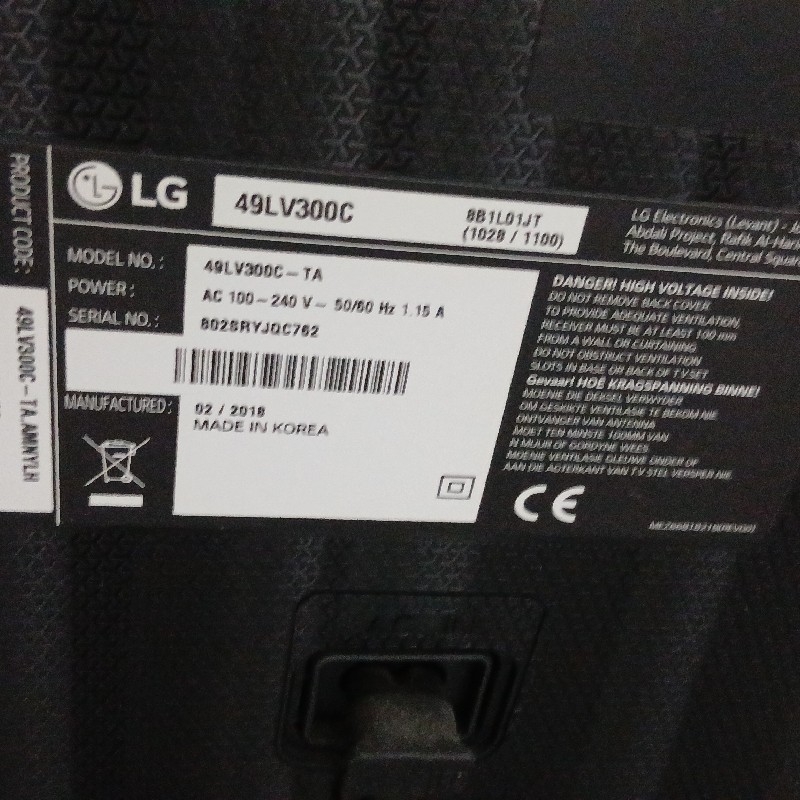 PRODUCT CODE:
49LV300C-TA.AMNYLH
LG
49LV300C
(1028 / 1100)
LG Electronics (Levant) -
Abdali Project, Rafik Al-Hari
The Boulevard, Central Squar
MODEL NO.: 49LV300C-TA
POWER: AC 100-240 V~ 50/60 Hz 1.15 A
SERIAL NO.: 802SRYJQC762
MANUFACTURED: 02 / 2018
MADE IN KOREA
DANGER! HIGH VOLTAGE INSIDE!
DO NOT REMOVE BACK COVER
TO PROVIDE ADEQUATE VENTILATION,
RECEIVER MUST BE AT LEAST 100 mm
FROM A WALL OR CURTAINING
DO NOT OBSTRUCT VENTILATION
SLOTS IN BASE OR BACK OF TV SET
Gevaar! HOË KRAGSPANNING BINNE!
MOENIE DIE DEKSEL VERWYDER
OM GESKIKTE VENTILASIE TE BEKOM NIE
ONTVANGER VAN ANTENNA
MOET TEN MINSTE 100MM VAN
'N MUUR OF GORDYNE WEES
MOENIE VENTILASIE GLEUWE ONDER OF
AAN DIE AGTERKANT VAN TV STEL VERSPER NIE
CE